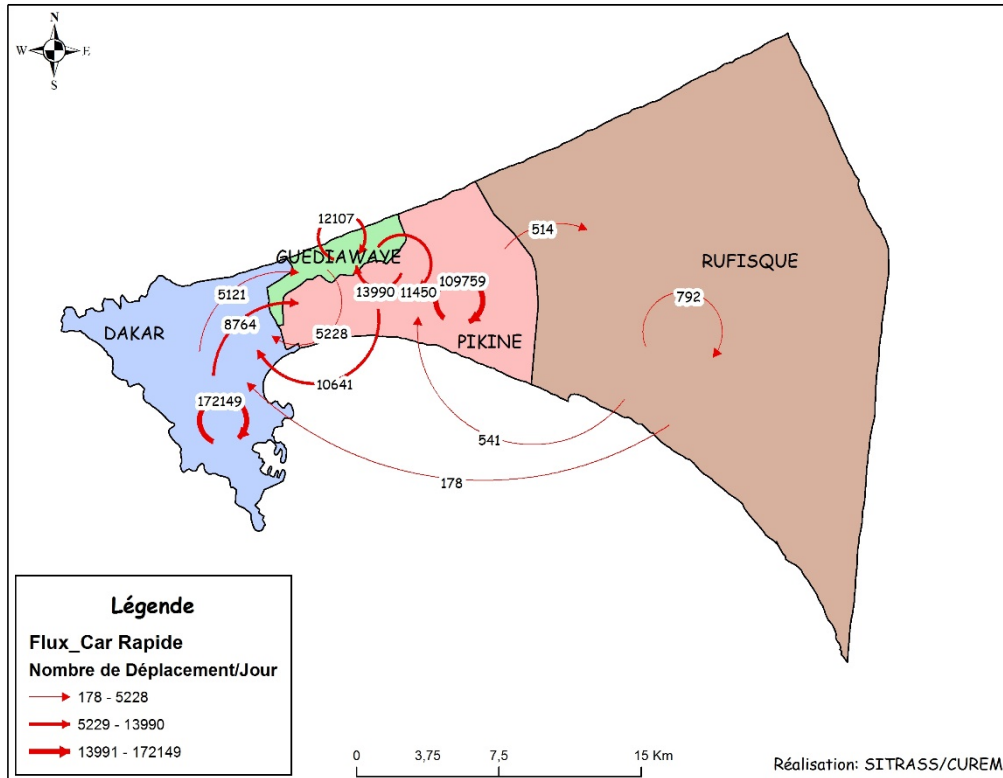 N
W E
S
12107
514
GUEDIAWAYE
RUFISQUE
109759
13990
11450
5121
792
8764
DAKAR
5228
PIKINE
10641
172149
541
178
Légende
Flux_Car Rapide
Nombre de Déplacement/Jour
178 - 5228
5229 - 13990
13991 - 172149
0 3,75 7,5 15 Km
Réalisation: SITRASS/CUREM